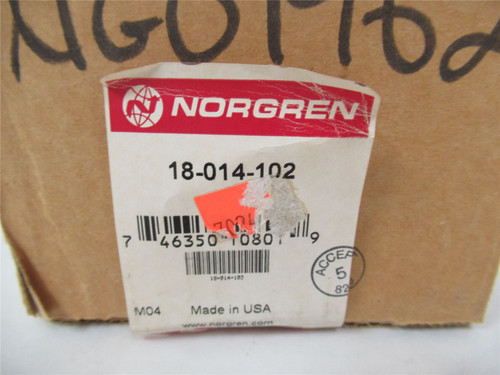 NORGREN
18-014-102
7 46350 10801 9
18-014-102
ACCEP
5
M04 Made in USA
www.norgren.com